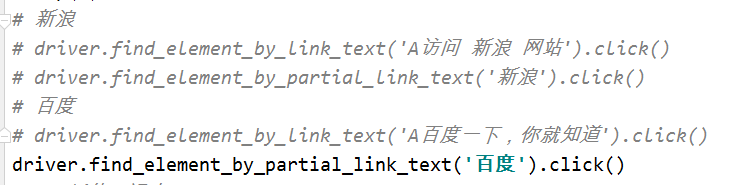 # 新浪
# driver.find_element_by_link_text('A访问 新浪 网站').click()
# driver.find_element_by_partial_link_text('新浪').click()
# 百度
# driver.find_element_by_link_text('A百度一下，你就知道').click()
driver.find_element_by_partial_link_text('百度').click()